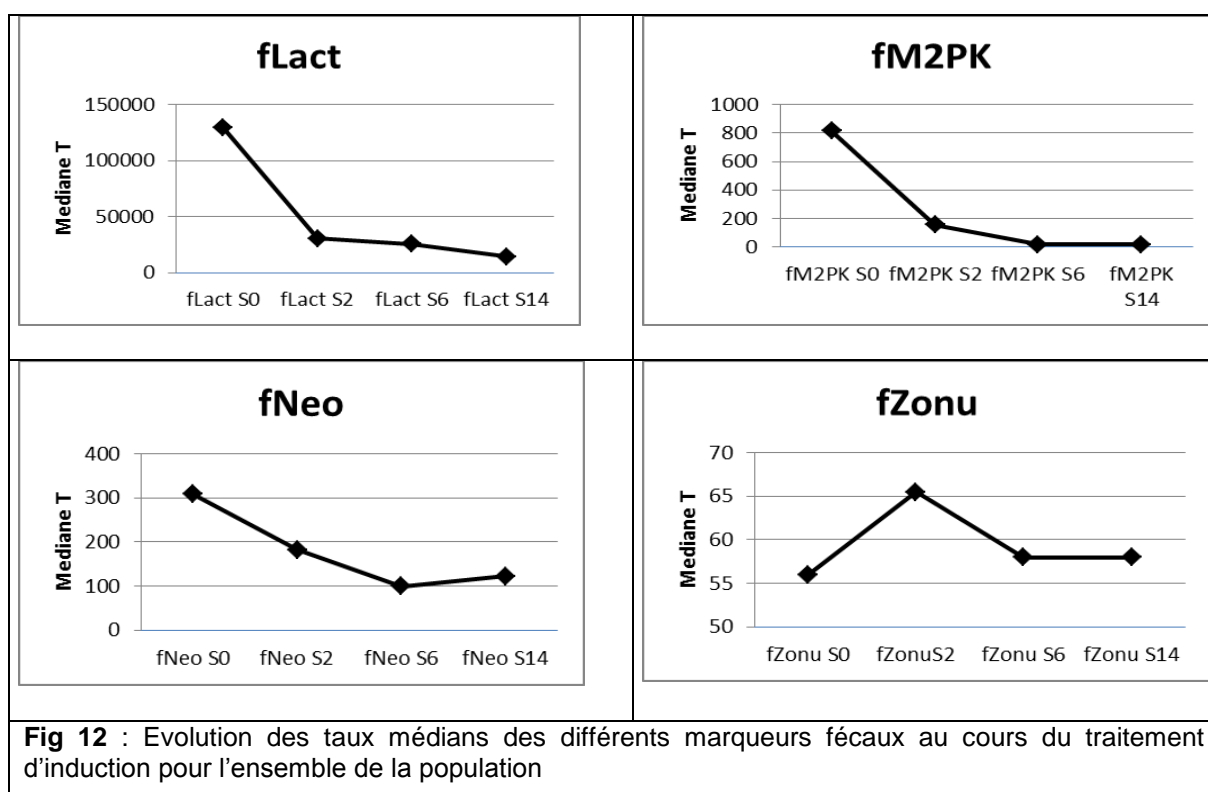 fLact
150000
100000
50000
0
Mediane T
fLact S0 fLact S2 fLact S6 fLact S14
fM2PK
1000
800
600
400
200
0
Mediane T
fM2PK S0 fM2PK S2 fM2PK S6 fM2PK
S14
fNeo
400
300
200
100
0
Mediane T
fNeo S0 fNeo S2 fNeo S6 fNeo S14
fZonu
70
65
60
55
50
Mediane T
fZonu S0 fZonuS2 fZonu S6 fZonu S14
Fig 12 : Evolution des taux médians des différents marqueurs fécaux au cours du traitement
d’induction pour l’ensemble de la population